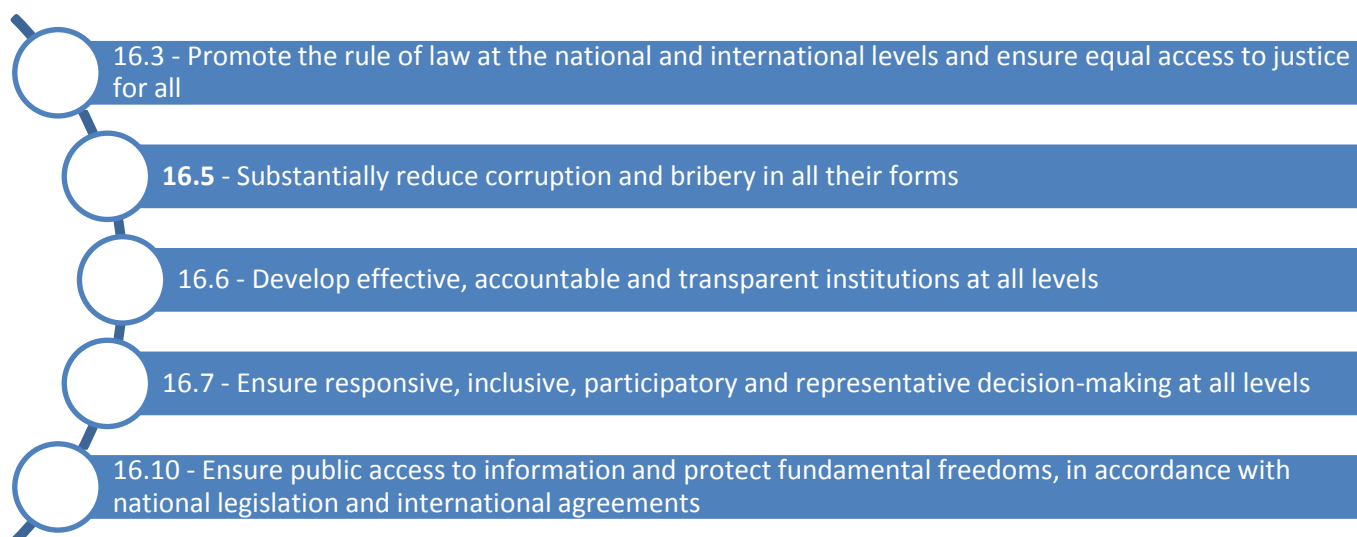 16.3 - Promote the rule of law at the national and international levels and ensure equal access to justice
for all
16.5 - Substantially reduce corruption and bribery in all their forms
16.6 - Develop effective, accountable and transparent institutions at all levels
16.7 - Ensure responsive, inclusive, participatory and representative decision-making at all levels
16.10 - Ensure public access to information and protect fundamental freedoms, in accordance with
national legislation and international agreements